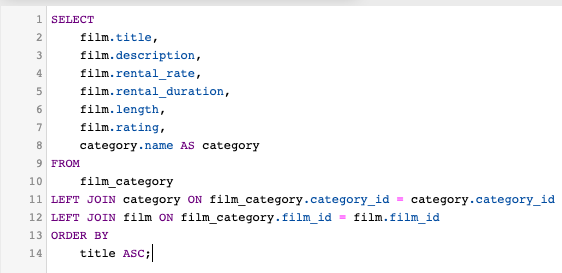 1 SELECT
2     film.title,
3     film.description,
4     film.rental_rate,
5     film.rental_duration,
6     film.length,
7     film.rating,
8     category.name AS category
9 FROM
10     film_category
11 LEFT JOIN category ON film_category.category_id = category.category_id
12 LEFT JOIN film ON film_category.film_id = film.film_id
13 ORDER BY
14     title ASC;